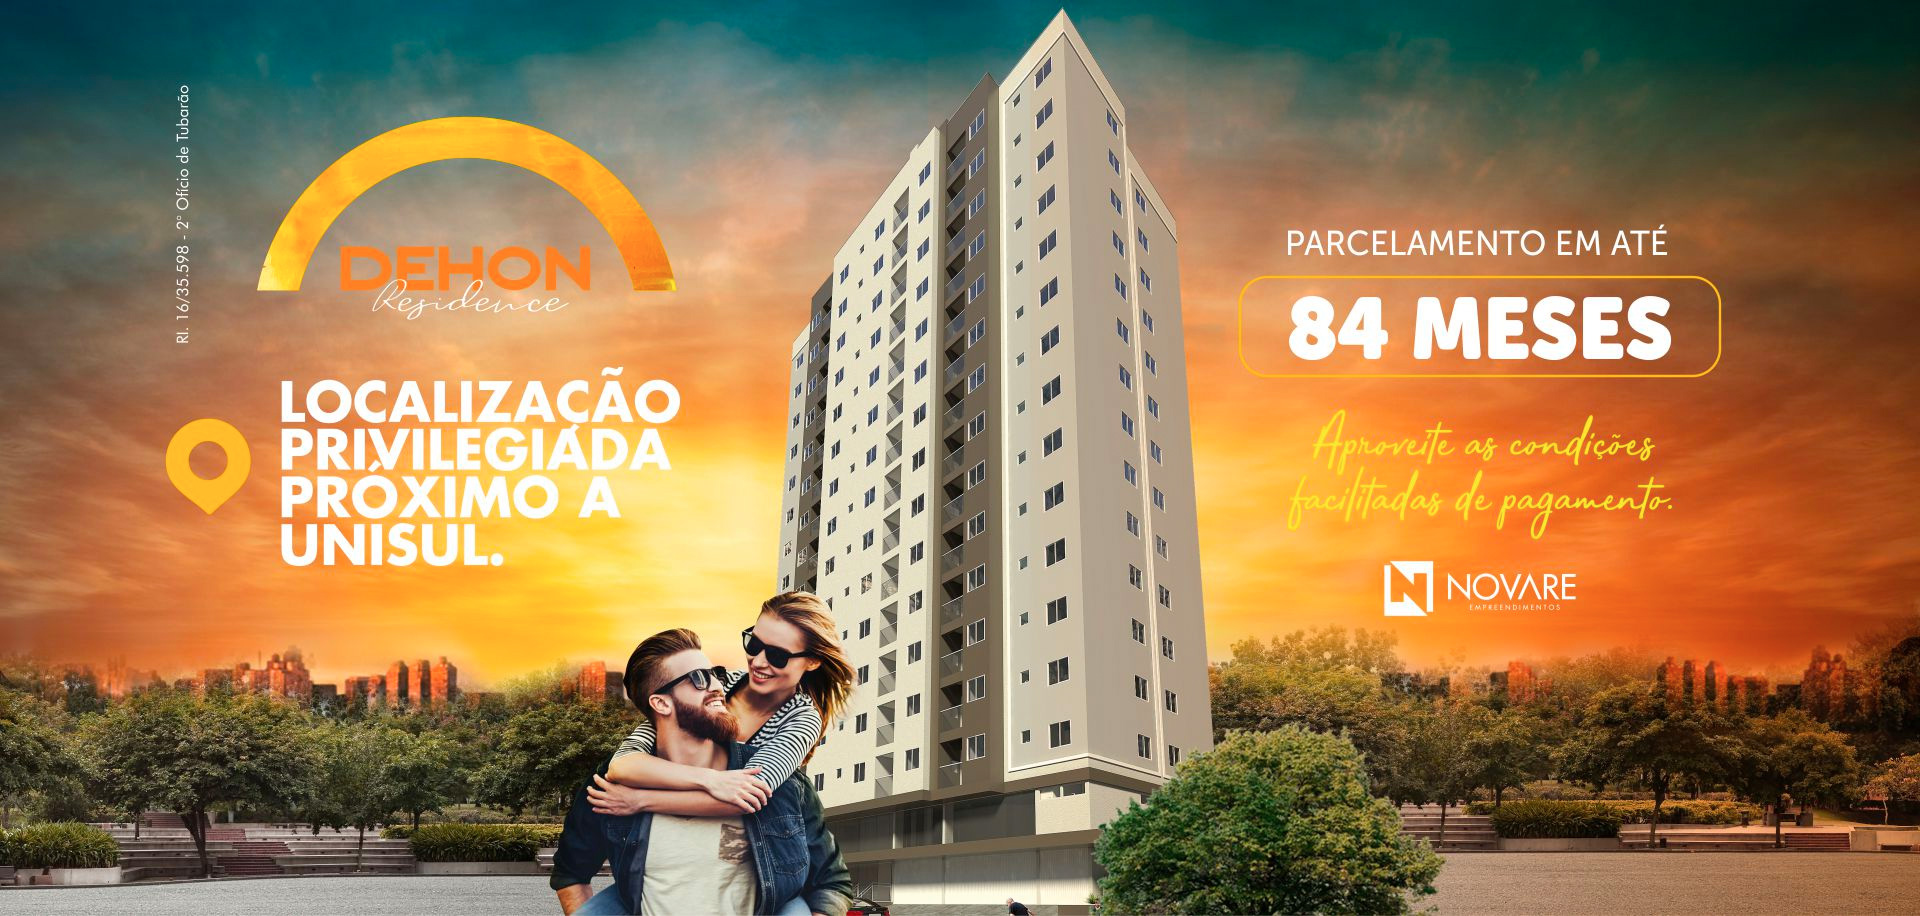 RI. 16/35.598 - 2° Ofício de Tubarão
DEHON
Residence
LOCALIZAÇÃO
PRIVILEGIADA
PRÓXIMO A
UNISUL.
PARCELAMENTO EM ATÉ
84 MESES
Aproveite as condições
facilitadas de pagamento.
NOVARE
EMPREENDIMENTOS